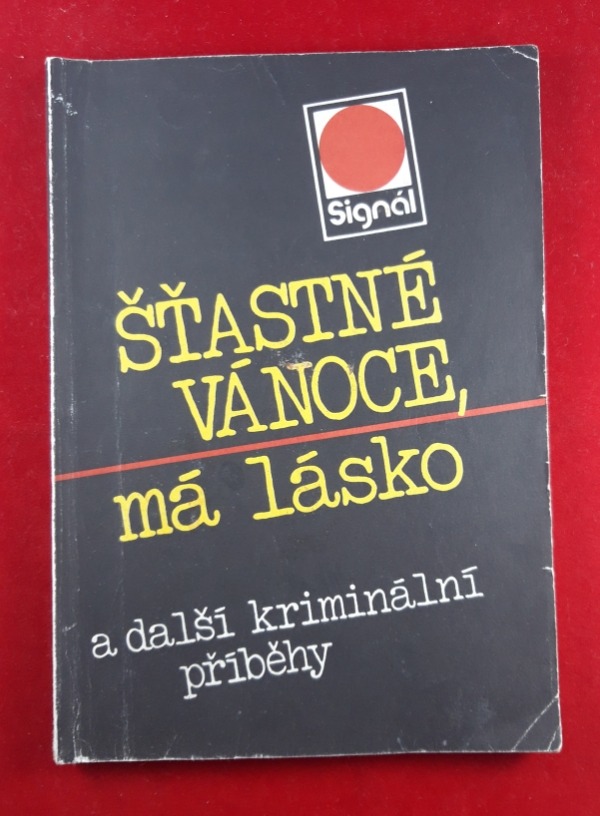 Signál
ŠŤASTNÉ
VÁNOCE,
má lásko
a další kriminální
příběhy